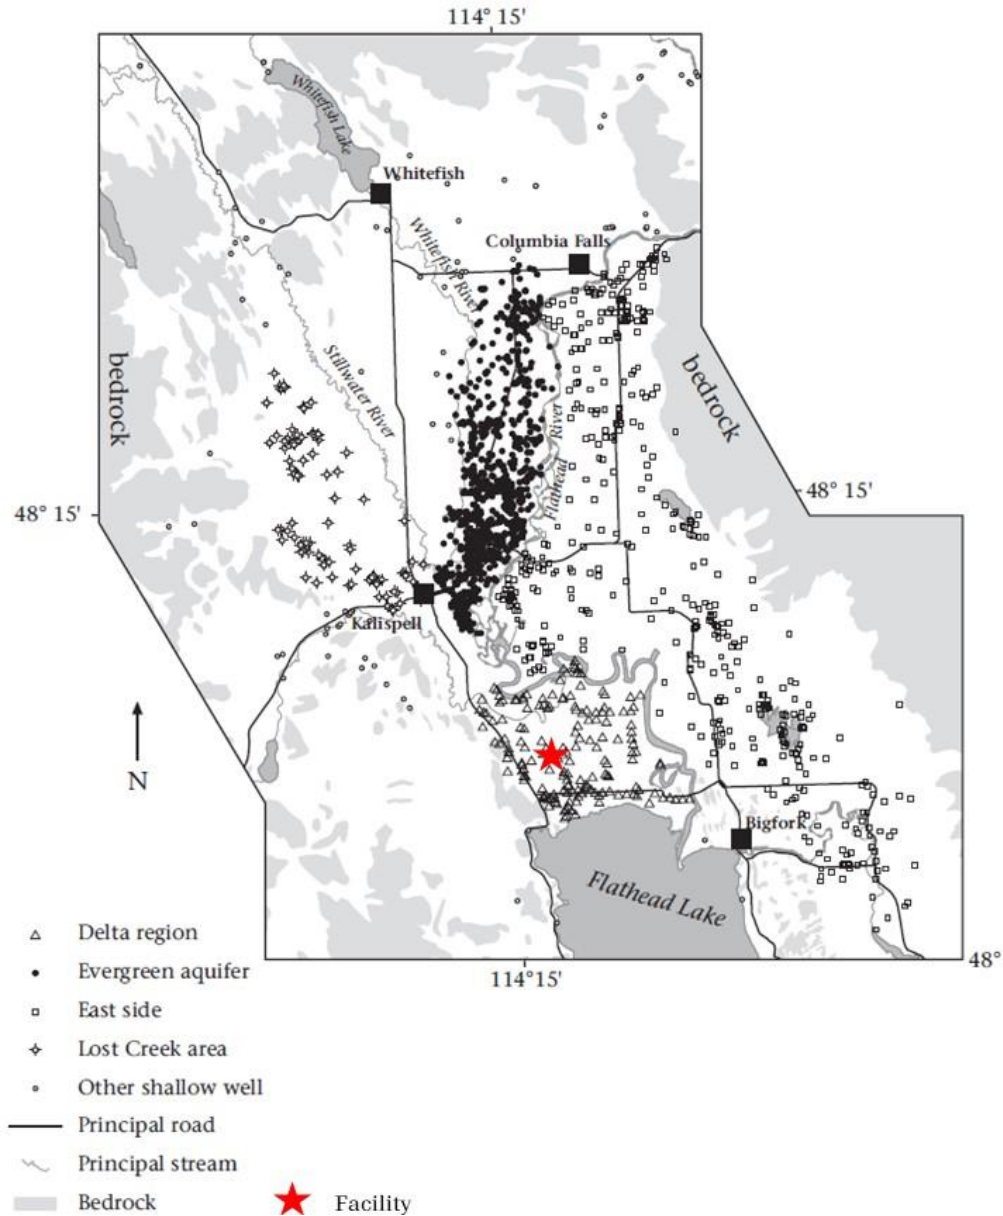 114° 15'
Whitefish Lake
Whitefish
Whitefish River
Columbia Falls
Stillwater River
bedrock
bedrock
Flathead River
48° 15'
48° 15'
Kalispell
N
Bigfork
Flathead Lake
48°
114°15'
Delta region
Evergreen aquifer
East side
Lost Creek area
Other shallow well
Principal road
Principal stream
Bedrock
Facility